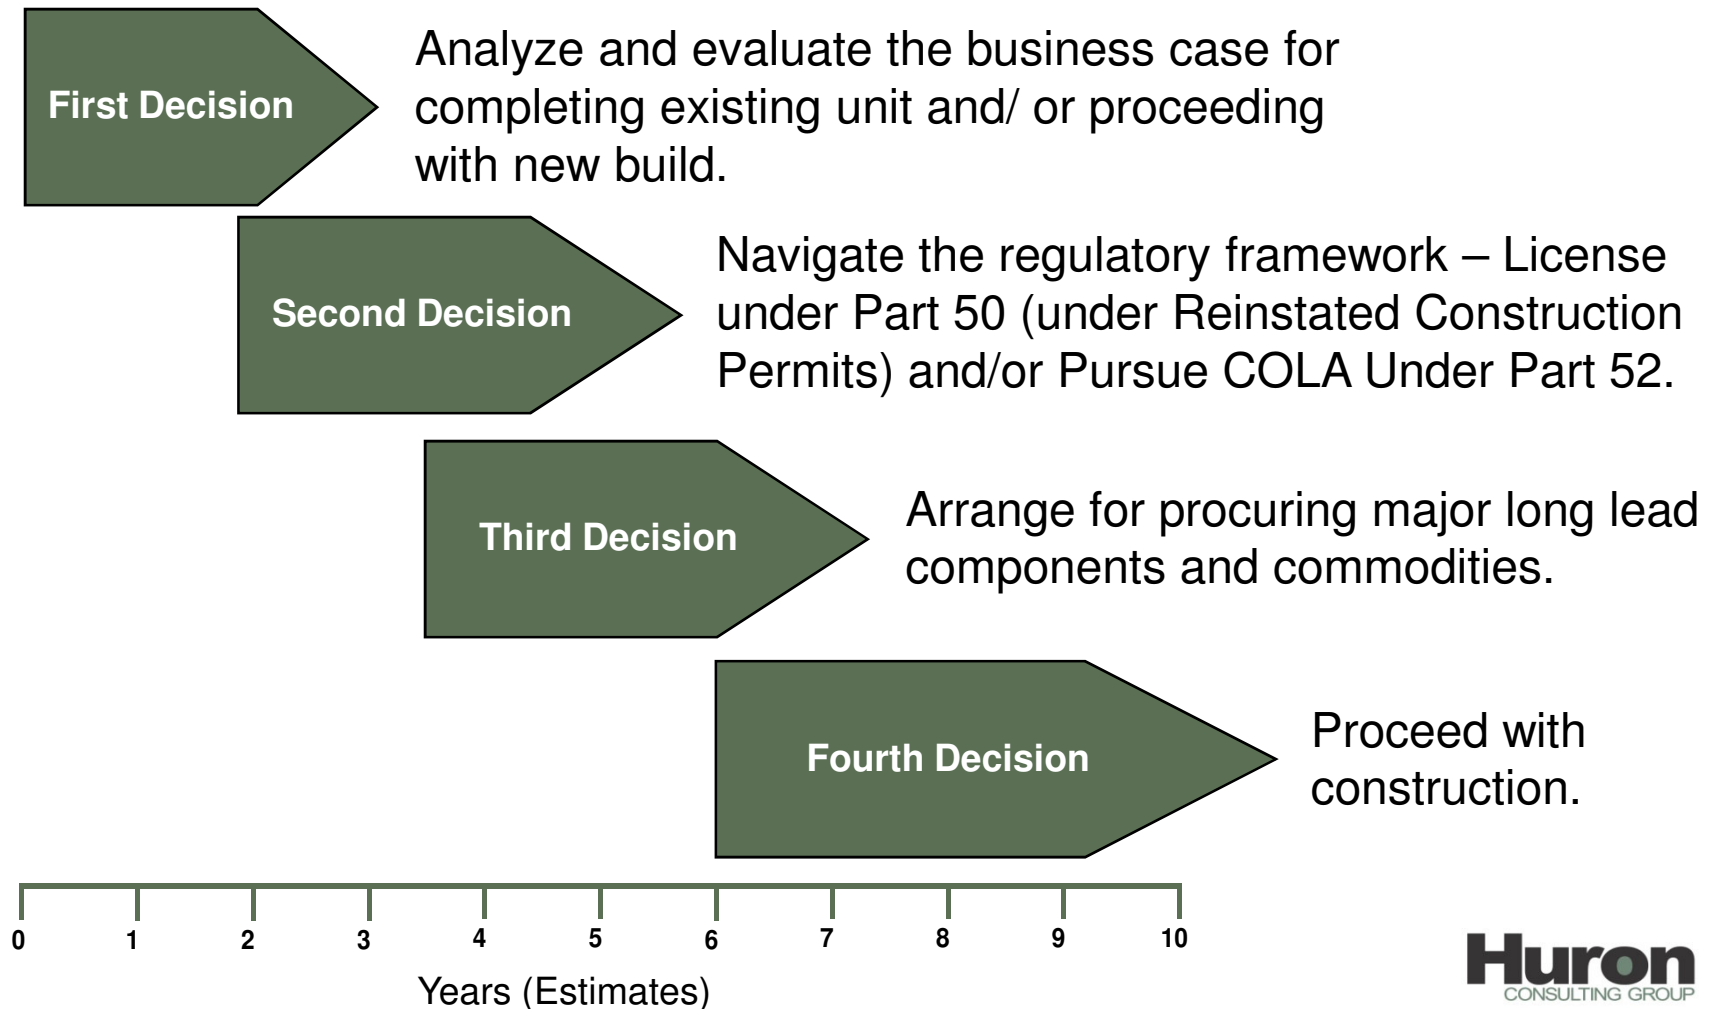 First Decision
Analyze and evaluate the business case for
completing existing unit and/ or proceeding
with new build.
Second Decision
Navigate the regulatory framework – License
under Part 50 (under Reinstated Construction
Permits) and/or Pursue COLA Under Part 52.
Third Decision
Arrange for procuring major long lead
components and commodities.
Fourth Decision
Proceed with
construction.
0 1 2 3 4 5 6 7 8 9 10
Years (Estimates)
Huron
CONSULTING GROUP